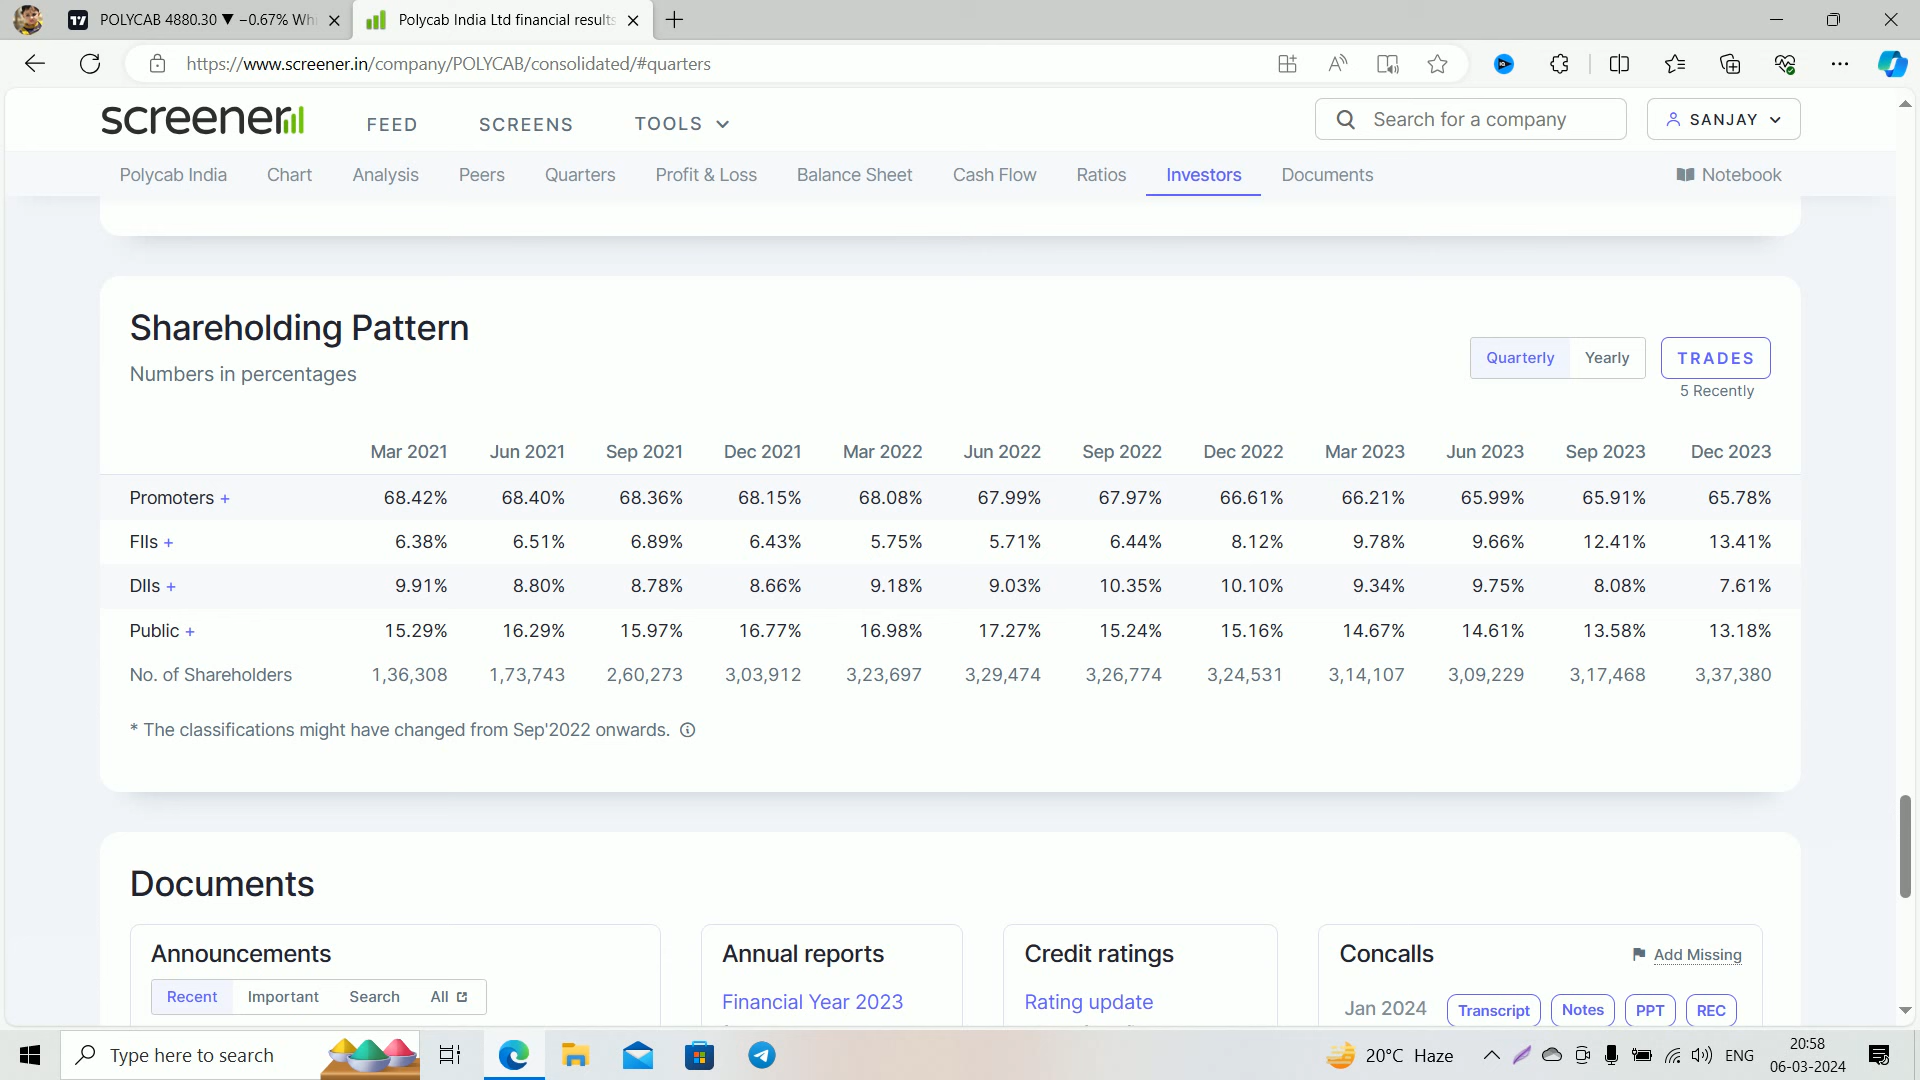 POLYCAB 4880.30 ▼ −0.67%
Polycab India Ltd financial results
https://www.screener.in/company/POLYCAB/consolidated/#quarters
screener
FEED SCREENS TOOLS
Search for a company
SANJAY
Polycab India Chart Analysis Peers Quarters Profit & Loss Balance Sheet Cash Flow Ratios Investors Documents Notebook
Shareholding Pattern
Numbers in percentages
Quarterly Yearly TRADES
5 Recently
Mar 2021 Jun 2021 Sep 2021 Dec 2021 Mar 2022 Jun 2022 Sep 2022 Dec 2022 Mar 2023 Jun 2023 Sep 2023 Dec 2023
Promoters + 68.42% 68.40% 68.36% 68.15% 68.08% 67.99% 67.97% 66.61% 66.21% 65.99% 65.91% 65.78%
FIIs + 6.38% 6.51% 6.89% 6.43% 5.75% 5.71% 6.44% 8.12% 9.78% 9.66% 12.41% 13.41%
DIIs + 9.91% 8.80% 8.78% 8.66% 9.18% 9.03% 10.35% 10.10% 9.34% 9.75% 8.08% 7.61%
Public + 15.29% 16.29% 15.97% 16.77% 16.98% 17.27% 15.24% 15.16% 14.67% 14.61% 13.58% 13.18%
No. of Shareholders 1,36,308 1,73,743 2,60,273 3,03,912 3,23,697 3,29,474 3,26,774 3,24,531 3,14,107 3,09,229 3,17,468 3,37,380
* The classifications might have changed from Sep'2022 onwards.
Documents
Announcements
Recent Important Search All
Annual reports
Financial Year 2023
Credit ratings
Rating update
Concalls
Add Missing
Jan 2024 Transcript Notes PPT REC
Type here to search
20°C Haze
ENG
20:58
06-03-2024